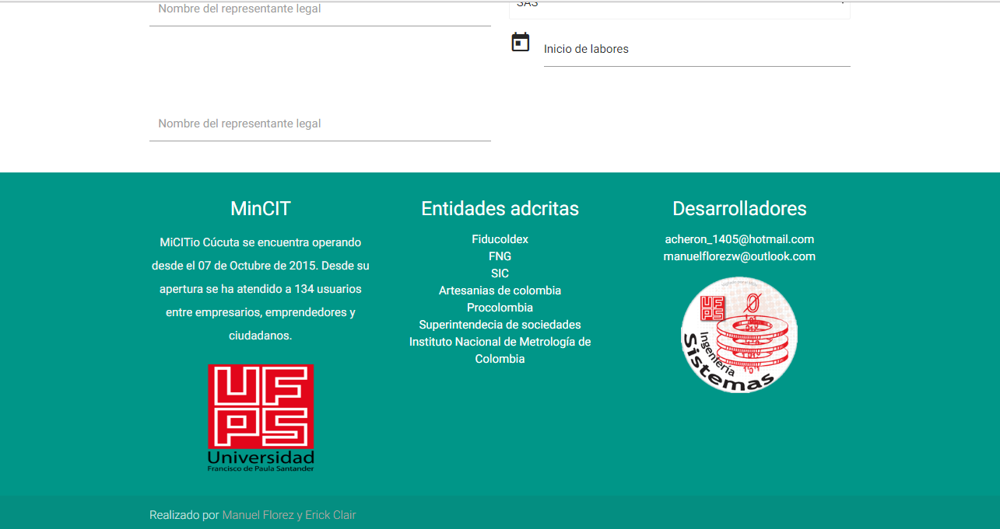 Nombre del representante legal
SAS
Inicio de labores
Nombre del representante legal
MinCIT
MiCITio Cúcuta se encuentra operando
desde el 07 de Octubre de 2015. Desde su
apertura se ha atendido a 134 usuarios
entre empresarios, emprendedores y
ciudadanos.
UFPS
Universidad
Francisco de Paula Santander
Entidades adcritas
Fiducoldex
FNG
SIC
Artesanias de colombia
Procolombia
Superintendecia de sociedades
Instituto Nacional de Metrología de
Colombia
Desarrolladores
acheron_1405@hotmail.com
manuelflorezw@outlook.com
UFPS
Ingeniería
Sistemas
Realizado por Manuel Florez y Erick Clair